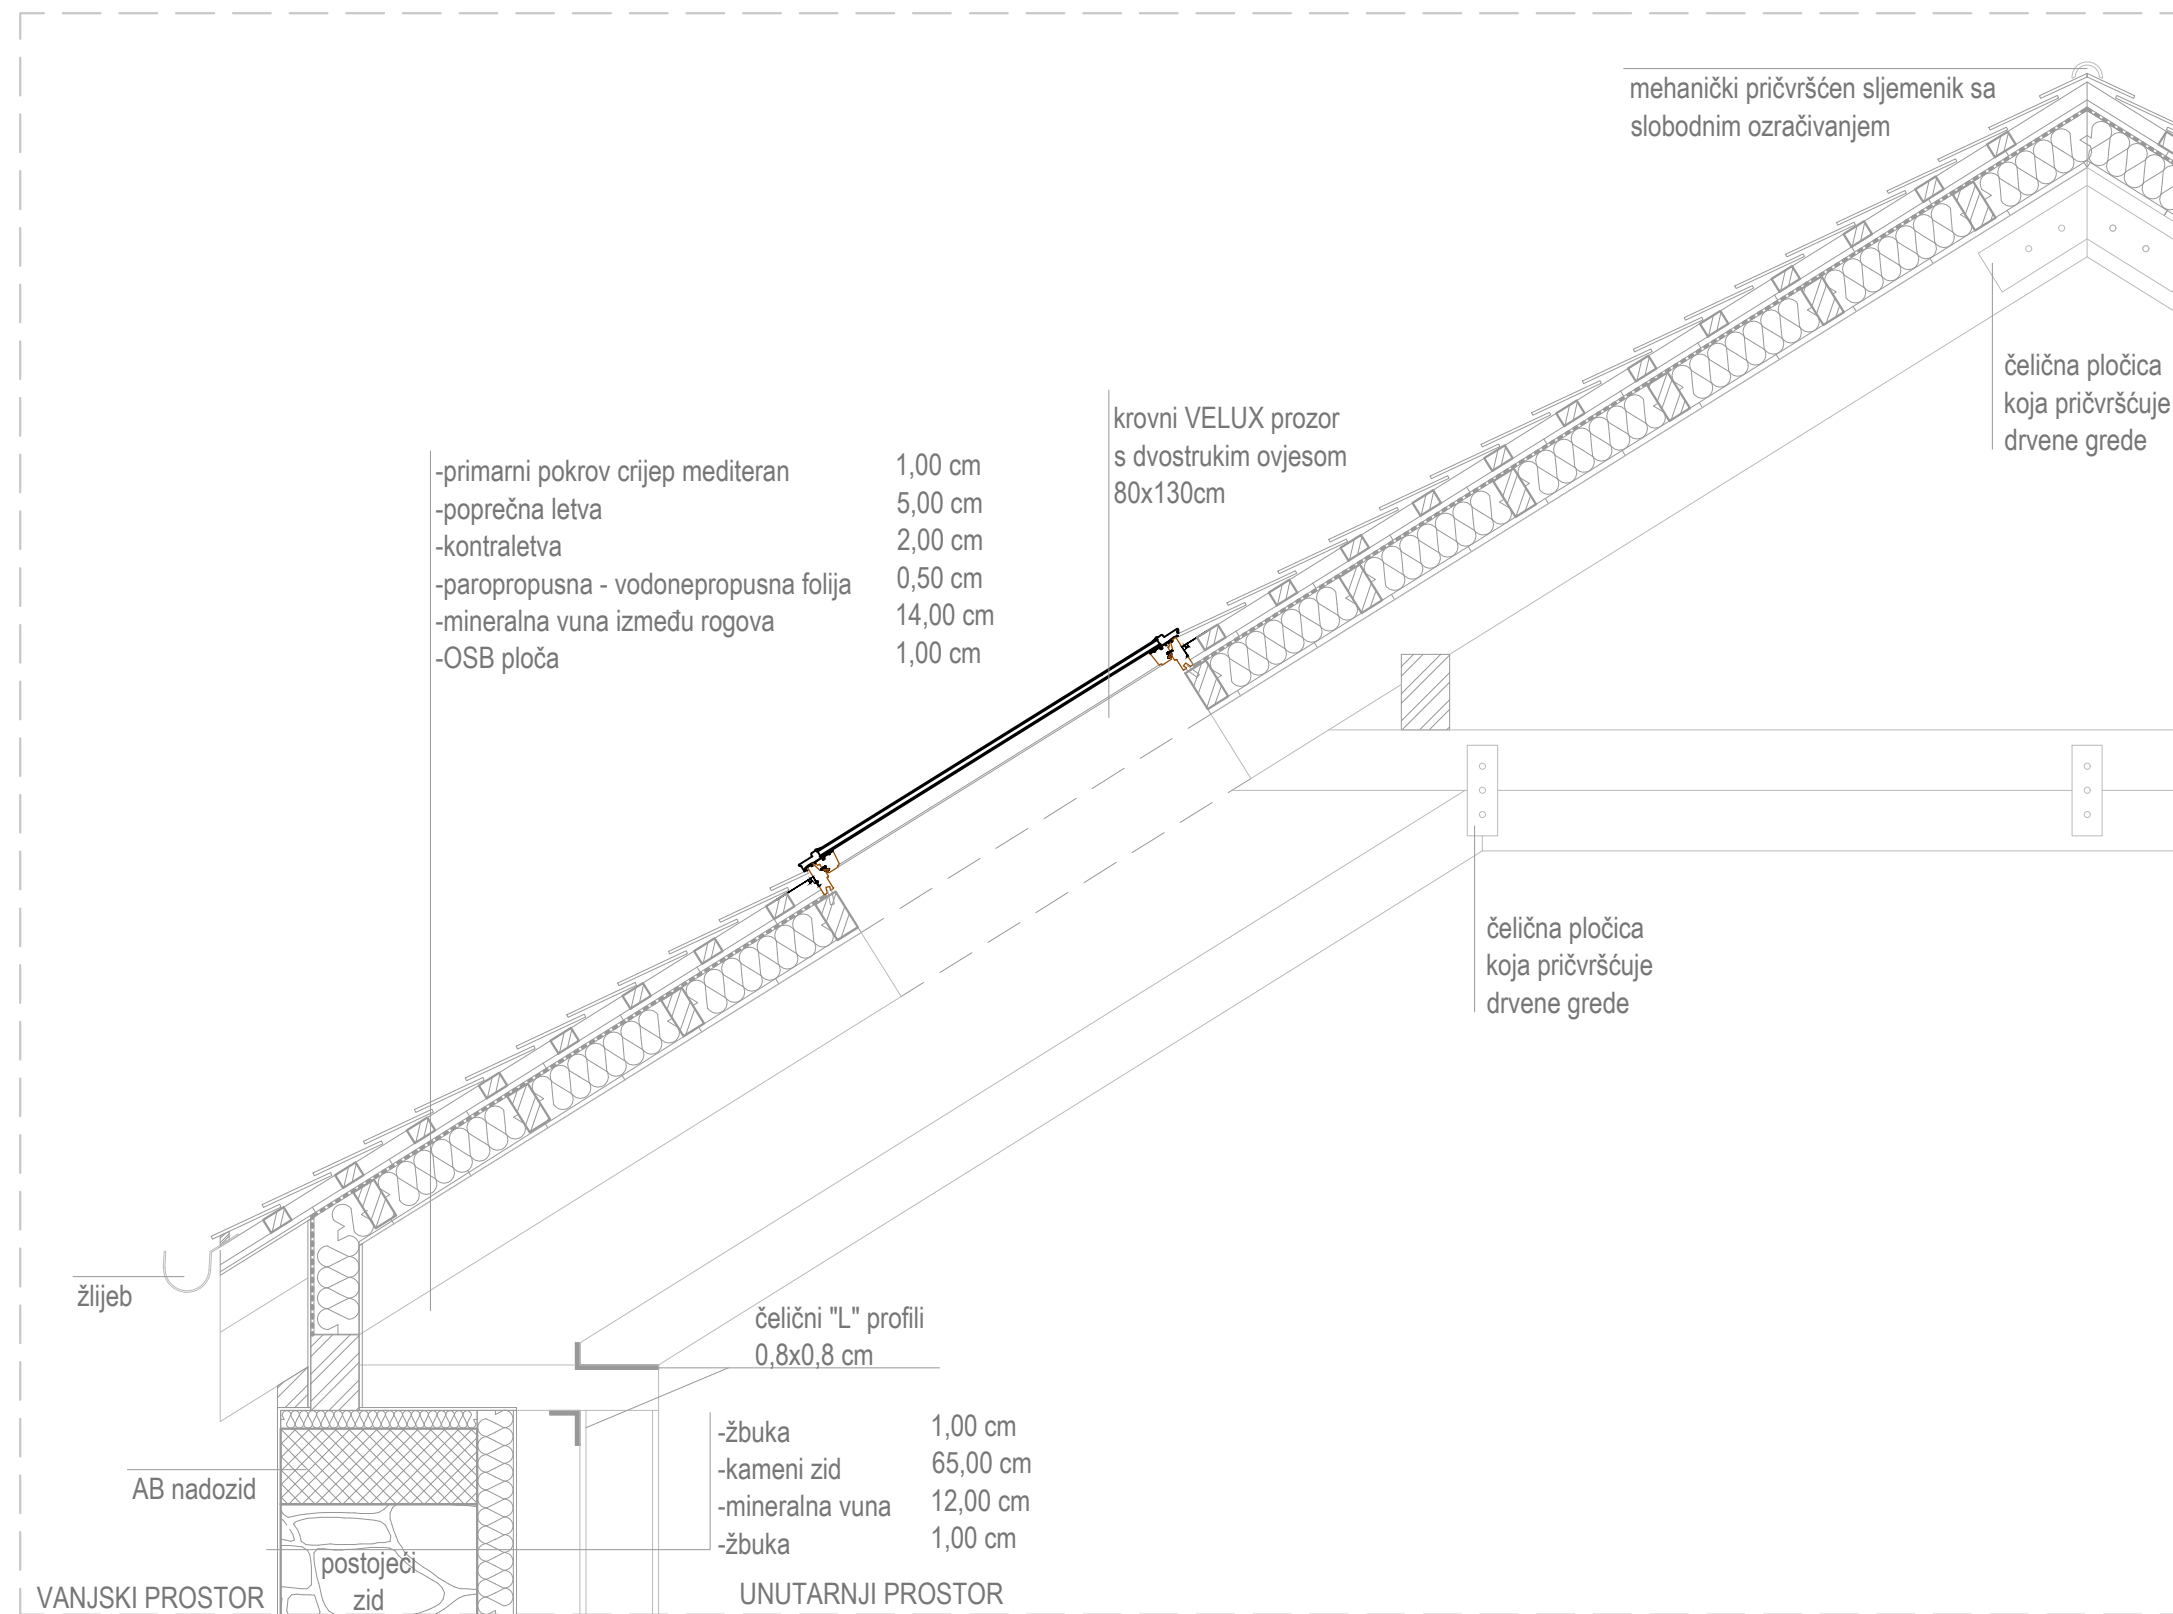 mehanički pričvršćen sljemenik sa
slobodnim ozračivanjem
čelična pločica
koja pričvršćuje
drvene grede
krovni VELUX prozor
s dvostrukim ovjesom
80x130cm
-primarni pokrov crijep mediteran 1,00 cm
-poprečna letva 5,00 cm
-kontraletva 2,00 cm
-paropropusna - vodonepropusna folija 0,50 cm
-mineralna vuna između rogova 14,00 cm
-OSB ploča 1,00 cm
čelična pločica
koja pričvršćuje
drvene grede
žlijeb
čelični "L" profili
0,8x0,8 cm
-žbuka 1,00 cm
-kameni zid 65,00 cm
-mineralna vuna 12,00 cm
-žbuka 1,00 cm
AB nadozid
postojeći
zid
VANJSKI PROSTOR
UNUTARNJI PROSTOR